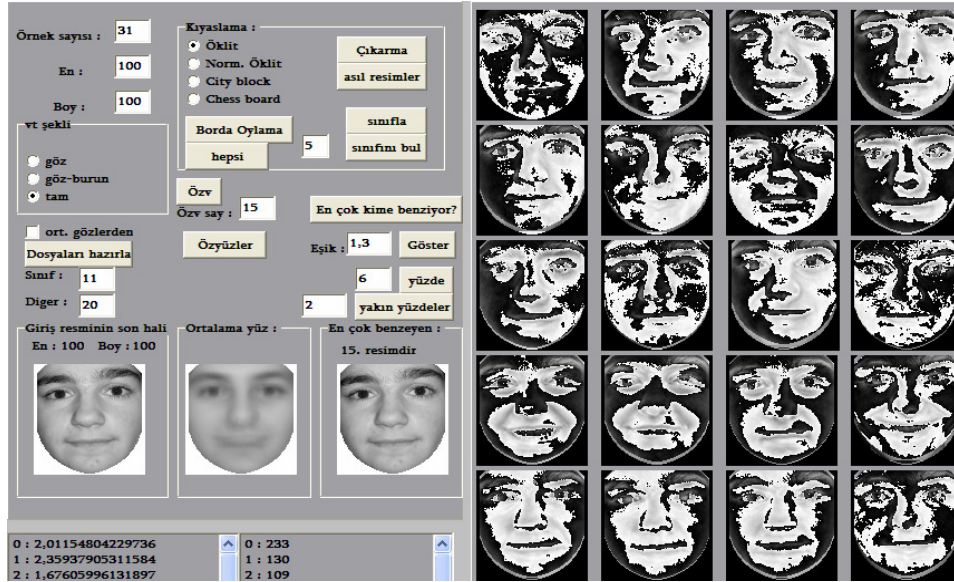 Örnek sayısı : 31
En : 100
Boy : 100
vt şekli
göz
göz-burun
tam
Kıyaslama :
Öklit
Norm. Öklit
City block
Chess board
Çıkarma
asıl resimler
Borda Oylama
hepsi
5
sınıfla
sınıfını bul
Özv
Özv say : 15
En çok kime benziyor?
ort. gözlerden
Dosyaları hazırla
Özyüzler
Eşik : 1,3
Göster
Sınıf : 11
6
yüzde
Diger : 20
2
yakın yüzdeler
Giriş resminin son hali
En : 100 Boy : 100
Ortalama yüz :
En çok benzeyen :
15. resimdir
0 : 2,01154804229736
1 : 2,35937905311584
2 : 1,67605996131897
0 : 233
1 : 130
2 : 109